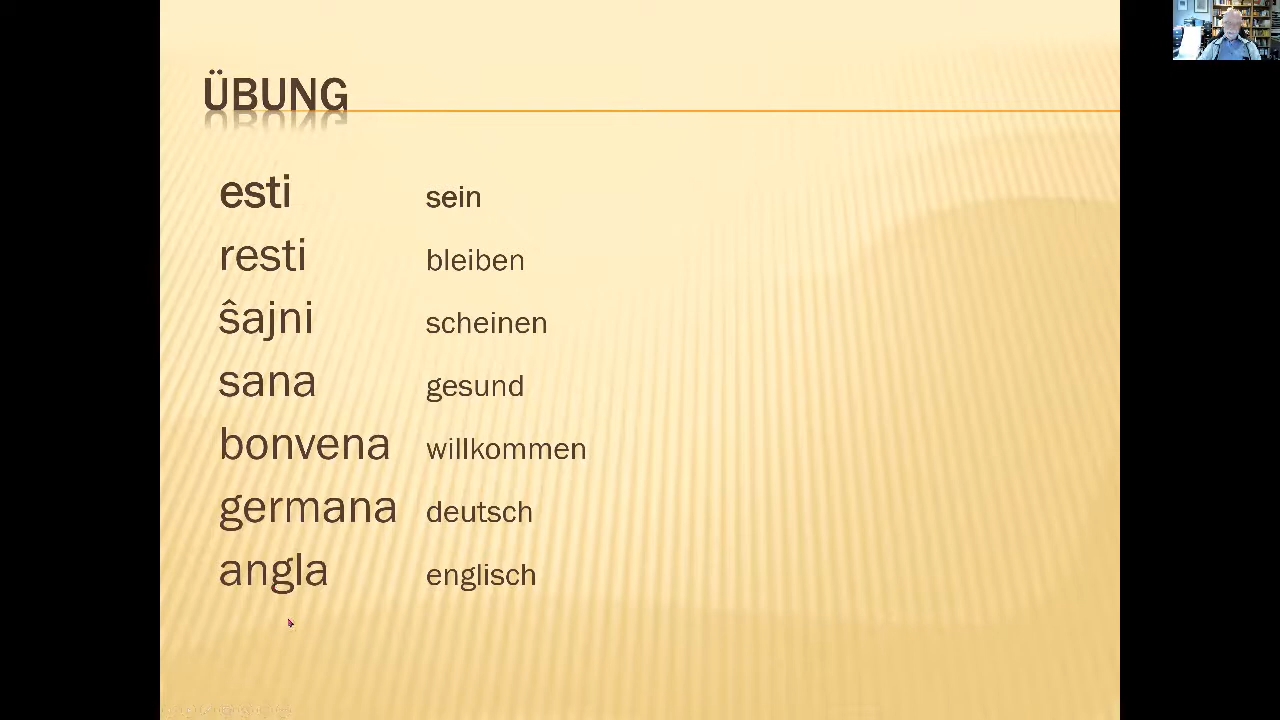 ÜBUNG
esti sein
resti bleiben
ŝajni scheinen
sana gesund
bonvena willkommen
germana deutsch
angla englisch